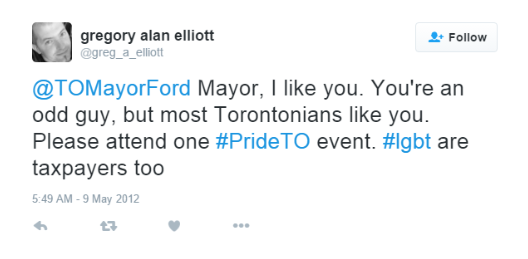 gregory alan elliott
@greg_a_elliott
Follow
@TOMayorFord Mayor, I like you. You're an
odd guy, but most Torontonians like you.
Please attend one #PrideTO event. #lgbt are
taxpayers too
5:49 AM - 9 May 2012